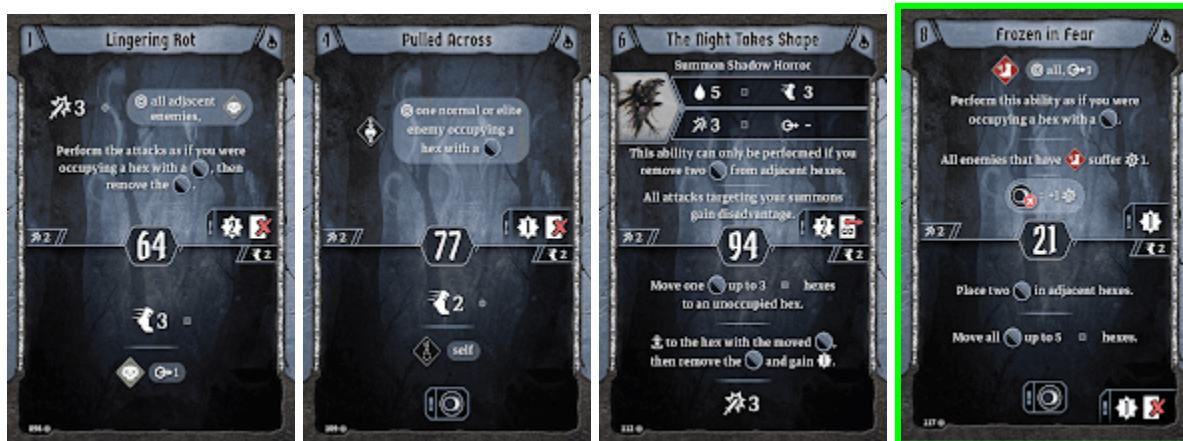 1
Lingering Rot
3
all adjacent
enemies,
Perform the attacks as if you were
occupying a hex with a , then
remove the .
! 2
2
64
2
3
1
4
Pulled Across
one normal or elite
enemy occupying a
hex with a
! 1
2
77
2
2
self
!
6
The Night Takes Shape
Summon Shadow Horror
5 3
3 -
This ability can only be performed if you
remove two from adjacent hexes.
All attacks targeting your summons
gain disadvantage.
! 2
2
94
2
Move one up to 3 hexes
to an unoccupied hex.
to the hex with the moved ,
then remove the and gain 1.
3
8
Frozen in Fear
all, 1
Perform this ability as if you were
occupying a hex with a .
All enemies that have suffer 1.
- +1
! 1
2
21
2
Place two in adjacent hexes.
Move all up to 5 hexes.
!
! 1